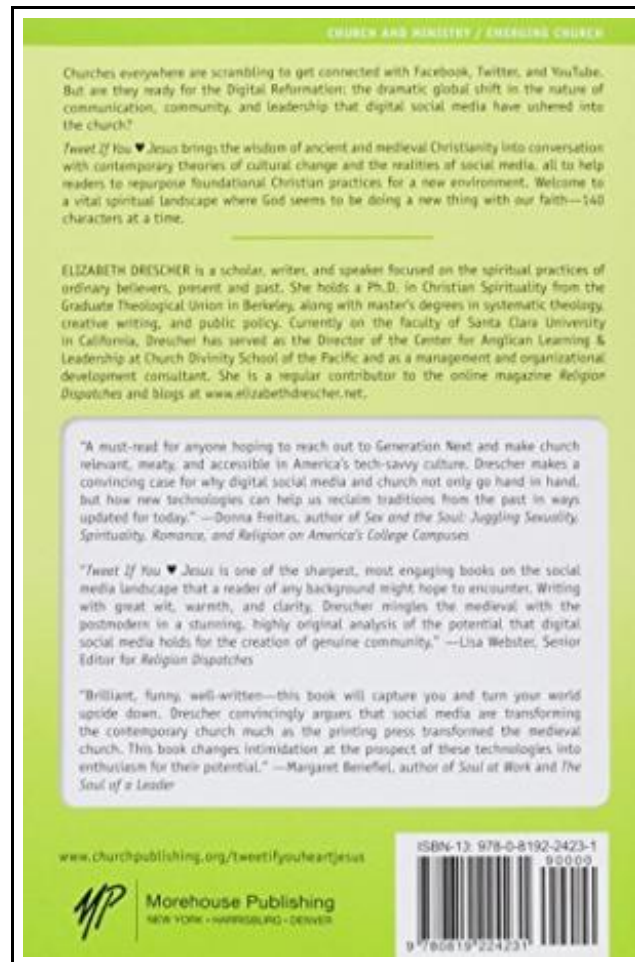 CHURCH AND MINISTRY / EMERGING CHURCH
Churches everywhere are scrambling to get connected with Facebook, Twitter, and YouTube.
But are they ready for the Digital Reformation: the dramatic global shift in the nature of
communication, community, and leadership that digital social media have ushered into
the church?
Tweet If You ♥ Jesus brings the wisdom of ancient and medieval Christianity into conversation
with contemporary theories of cultural change and the realities of social media, all to help
readers to repurpose foundational Christian practices for a new environment. Welcome to
a vital spiritual landscape where God seems to be doing a new thing with our faith—140
characters at a time.
ELIZABETH DRESCHER is a scholar, writer, and speaker focused on the spiritual practices of
ordinary believers, present and past. She holds a Ph.D. in Christian Spirituality from the
Graduate Theological Union in Berkeley, along with master's degrees in systematic theology,
creative writing, and public policy. Currently on the faculty of Santa Clara University
in California, Drescher has served as the Director of the Center for Anglican Learning &
Leadership at Church Divinity School of the Pacific and as a management and organizational
development consultant. She is a regular contributor to the online magazine Religion
Dispatches and blogs at www.elizabethdrescher.net.
"A must-read for anyone hoping to reach out to Generation Next and make church
relevant, meaty, and accessible in America's tech-savvy culture. Drescher makes a
convincing case for why digital social media and church not only go hand in hand,
but how new technologies can help us reclaim traditions from the past in ways
updated for today." —Donna Freitas, author of Sex and the Soul: Juggling Sexuality,
Spirituality, Romance, and Religion on America's College Campuses
"Tweet If You ♥ Jesus is one of the sharpest, most engaging books on the social
media landscape that a reader of any background might hope to encounter. Writing
with great wit, warmth, and clarity, Drescher mingles the medieval with the
postmodern in a stunning, highly original analysis of the potential that digital
social media holds for the creation of genuine community." —Lisa Webster, Senior
Editor for Religion Dispatches
"Brilliant, funny, well-written—this book will capture you and turn your world
upside down. Drescher convincingly argues that social media are transforming
the contemporary church much as the printing press transformed the medieval
church. This book changes intimidation at the prospect of these technologies into
enthusiasm for their potential." —Margaret Benefiel, author of Soul at Work and The
Soul of a Leader
www.churchpublishing.org/tweetifyouheartjesus
MP
Morehouse Publishing
NEW YORK • HARRISBURG • DENVER
ISBN-13: 978-0-8192-2423-1
90000
9 780819 224231